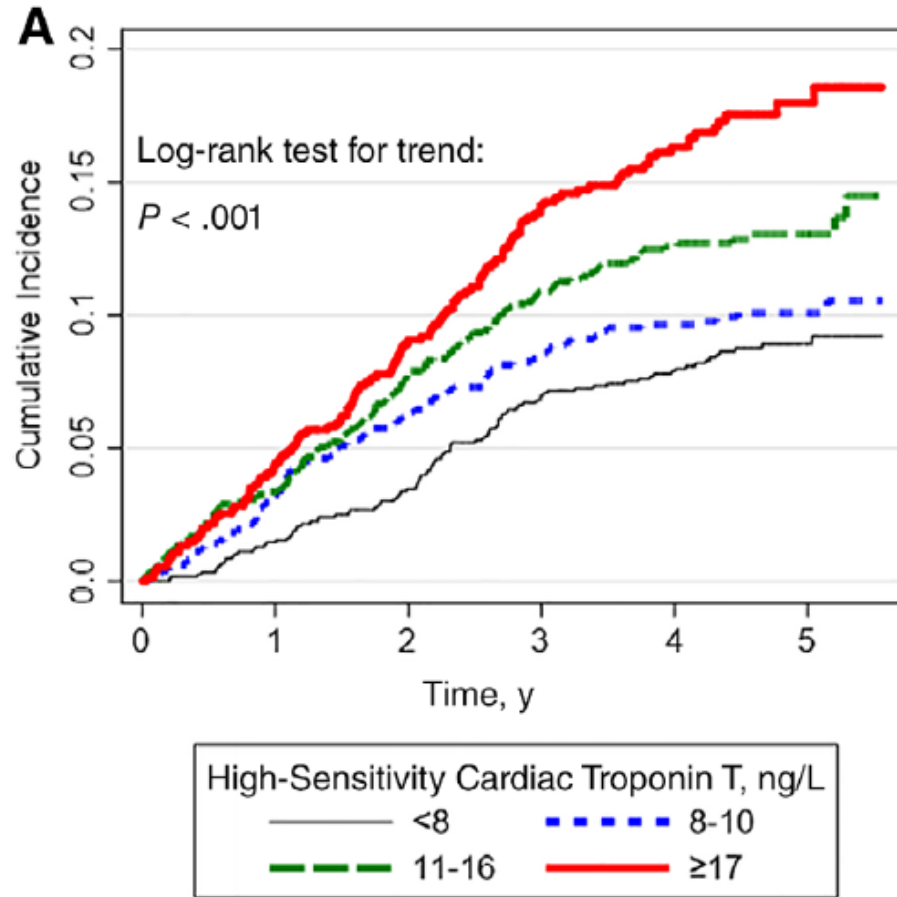 A
Log-rank test for trend:
P < .001
Cumulative Incidence
0.2
0.15
0.1
0.05
0.0
0 1 2 3 4 5
Time, y
High-Sensitivity Cardiac Troponin T, ng/L
<8 8-10
11-16 ≥17